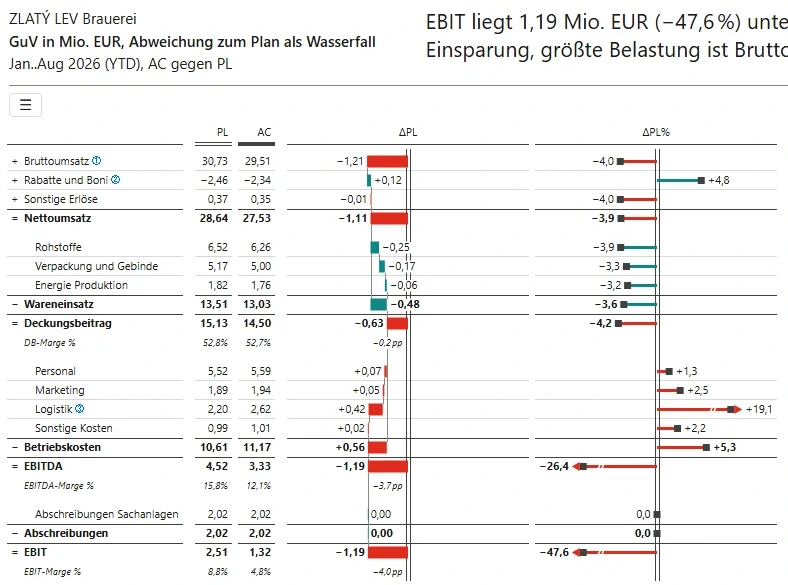 ZLATÝ LEV Brauerei
GuV in Mio. EUR, Abweichung zum Plan als Wasserfall
Jan..Aug 2026 (YTD), AC gegen PL
EBIT liegt 1,19 Mio. EUR (−47,6 %) unte
Einsparung, größte Belastung ist Brutto
PL AC ΔPL ΔPL%
+ Bruttoumsatz ① 30,73 29,51 −1,21 −4,0
+ Rabatte und Boni ② −2,46 −2,34 +0,12 +4,8
+ Sonstige Erlöse 0,37 0,35 −0,01 −4,0
= Nettoumsatz 28,64 27,53 −1,11 −3,9
Rohstoffe 6,52 6,26 −0,25 −3,9
Verpackung und Gebinde 5,17 5,00 −0,17 −3,3
Energie Produktion 1,82 1,76 −0,06 −3,2
− Wareneinsatz 13,51 13,03 −0,48 −3,6
= Deckungsbeitrag 15,13 14,50 −0,63 −4,2
DB-Marge % 52,8% 52,7% −0,2 pp
Personal 5,52 5,59 +0,07 +1,3
Marketing 1,89 1,94 +0,05 +2,5
Logistik ③ 2,20 2,62 +0,42 +19,1
Sonstige Kosten 0,99 1,01 +0,02 +2,2
− Betriebskosten 10,61 11,17 +0,56 +5,3
= EBITDA 4,52 3,33 −1,19 −26,4
EBITDA-Marge % 15,8% 12,1% −3,7 pp
Abschreibungen Sachanlagen 2,02 2,02 0,00 0,0
− Abschreibungen 2,02 2,02 0,00 0,0
= EBIT 2,51 1,32 −1,19 −47,6
EBIT-Marge % 8,8% 4,8% −4,0 pp